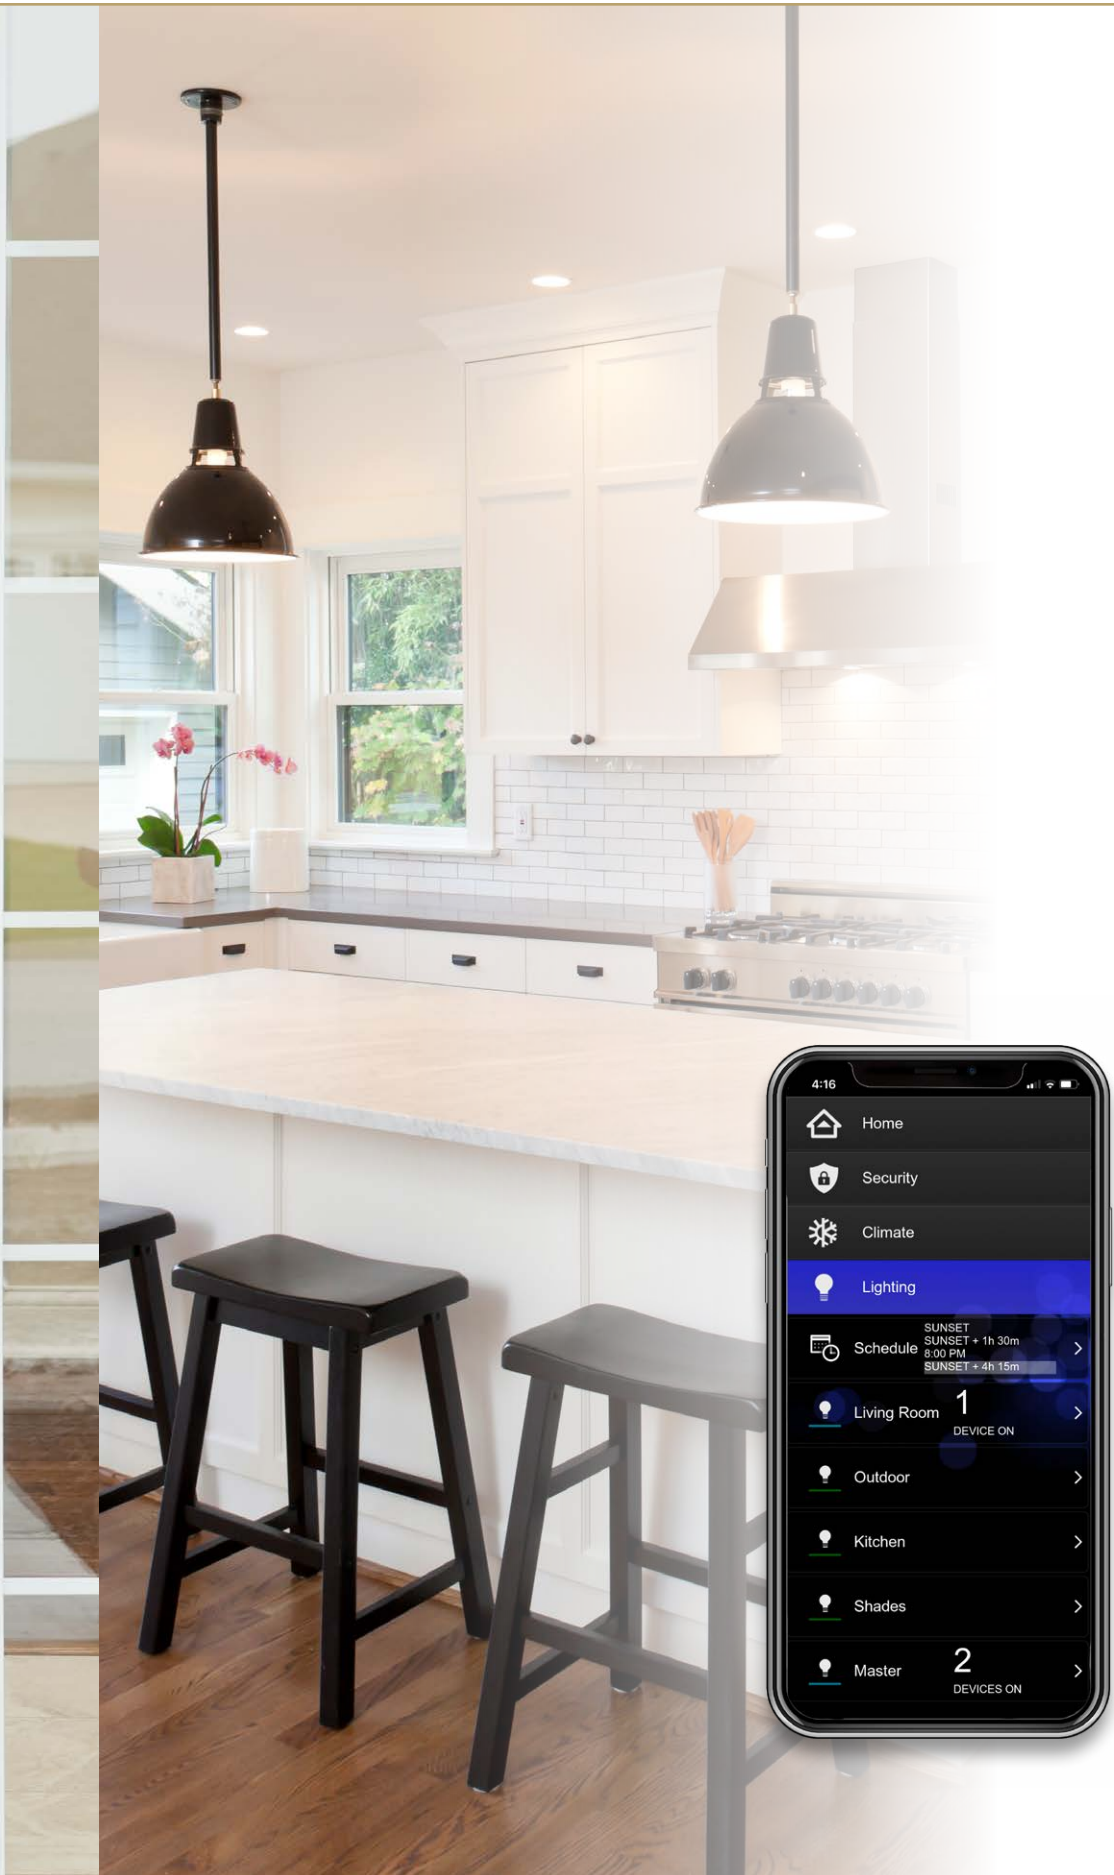 4:16
Home
Security
Climate
Lighting
Schedule
SUNSET
SUNSET + 1h 30m
8:00 PM
SUNSET + 4h 15m
Living Room
1
DEVICE ON
Outdoor
Kitchen
Shades
Master
2
DEVICES ON